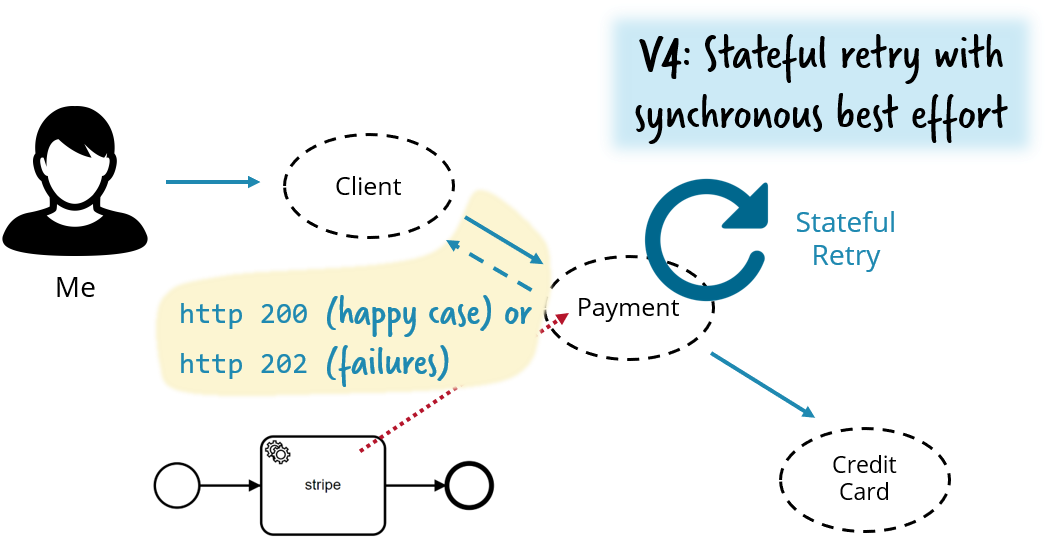 V4: Stateful retry with
synchronous best effort
Client
Stateful
Retry
Me
Payment
http 200 (happy case) or
http 202 (failures)
Credit
Card
stripe